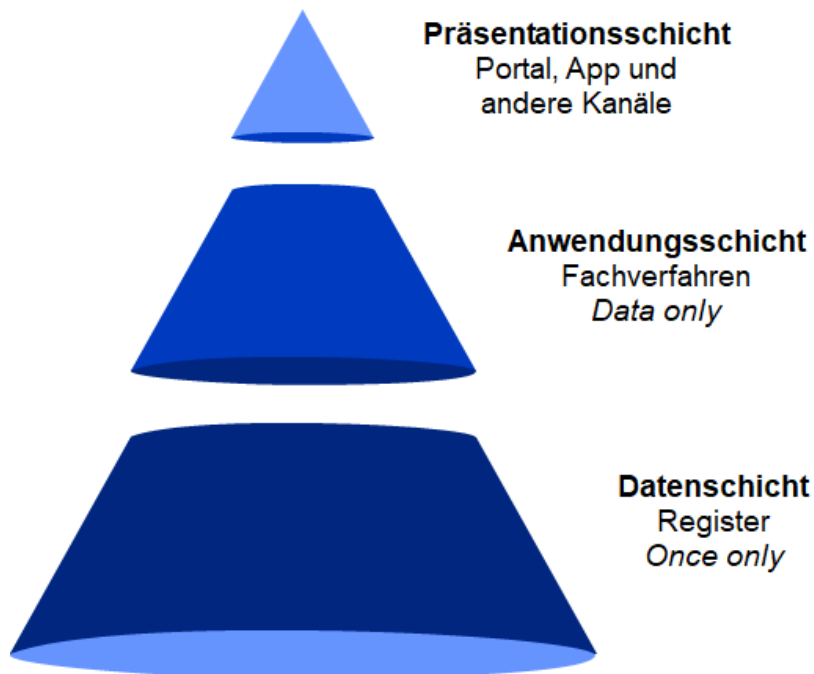 Präsentationsschicht
Portal, App und
andere Kanäle
Anwendungsschicht
Fachverfahren
Data only
Datenschicht
Register
Once only